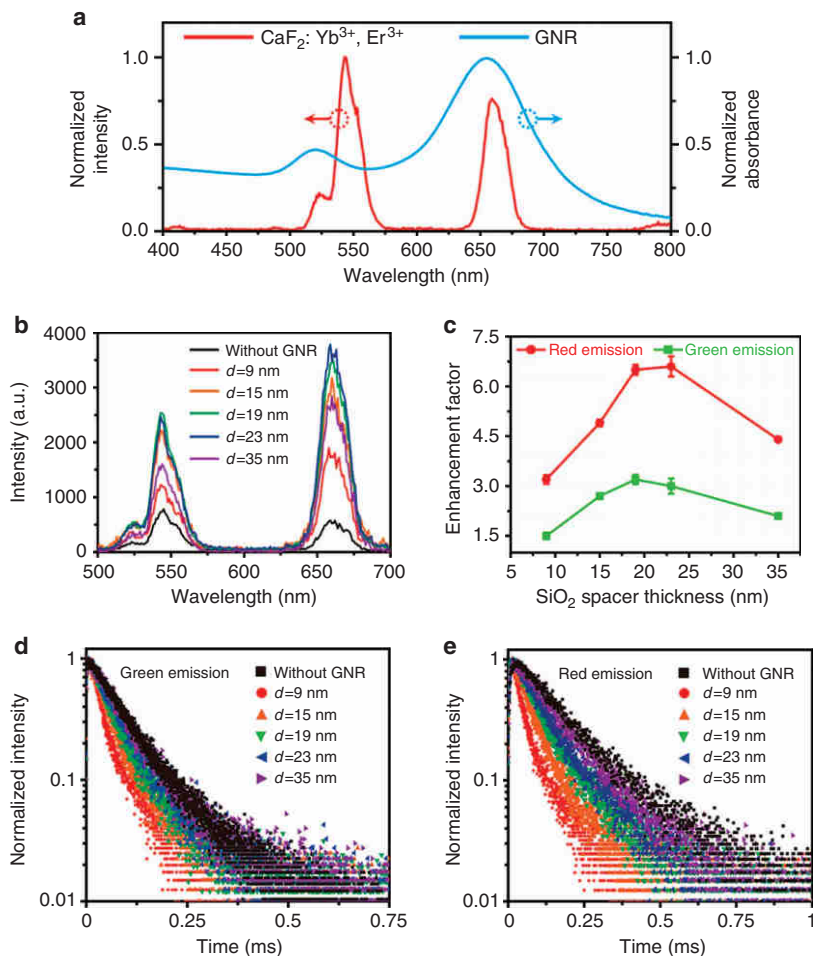 a
CaF2: Yb3+, Er3+
GNR
1.0
0.5
0.0
Normalized
intensity
1.0
0.5
0.0
Normalized
absorbance
400 450 500 550 600 650 700 750 800
Wavelength (nm)
b
4000
3000
2000
1000
0
Intensity (a.u.)
Without GNR
d=9 nm
d=15 nm
d=19 nm
d=23 nm
d=35 nm
500 550 600 650 700
Wavelength (nm)
c
7.5
6.0
4.5
3.0
1.5
Enhancement factor
Red emission Green emission
5 10 15 20 25 30 35
SiO2 spacer thickness (nm)
d
1
0.1
0.01
Normalized intensity
Green emission
Without GNR
d=9 nm
d=15 nm
d=19 nm
d=23 nm
d=35 nm
0 0.25 0.5 0.75
Time (ms)
e
1
0.1
0.01
Normalized intensity
Red emission
Without GNR
d=9 nm
d=15 nm
d=19 nm
d=23 nm
d=35 nm
0 0.25 0.5 0.75 1
Time (ms)